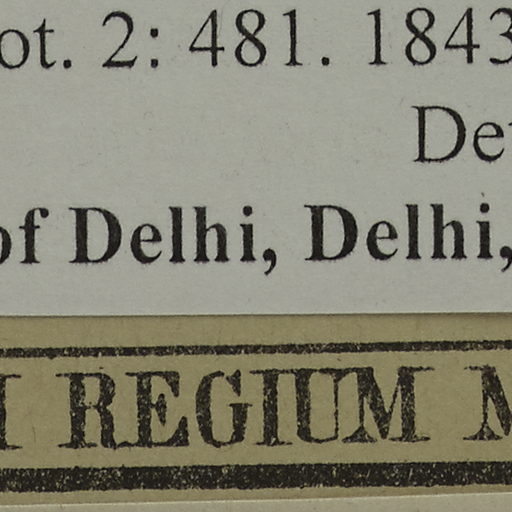 ot. 2: 481. 1843
De
of Delhi, Delhi,
REGIUM